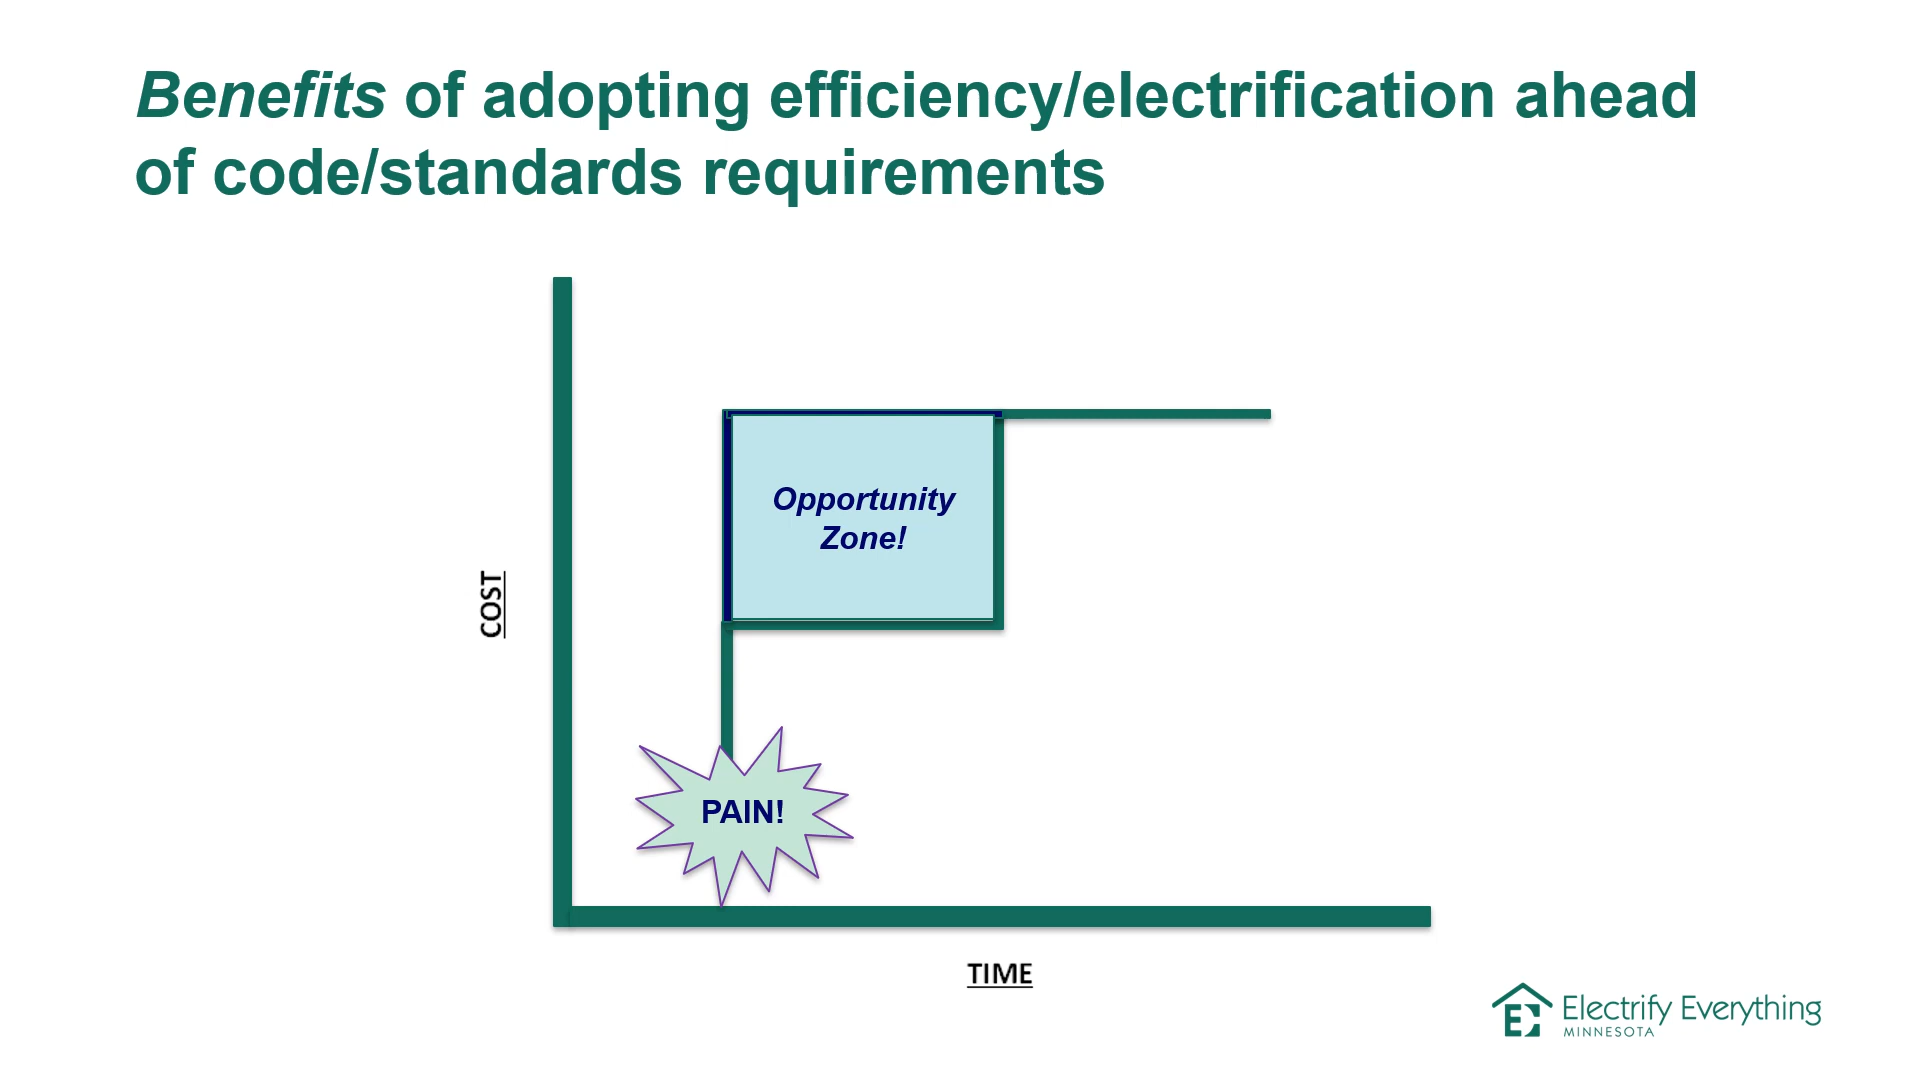 Benefits of adopting efficiency/electrification ahead
of code/standards requirements
Opportunity
Zone!
COST
PAIN!
TIME
Electrify Everything
MINNESOTA